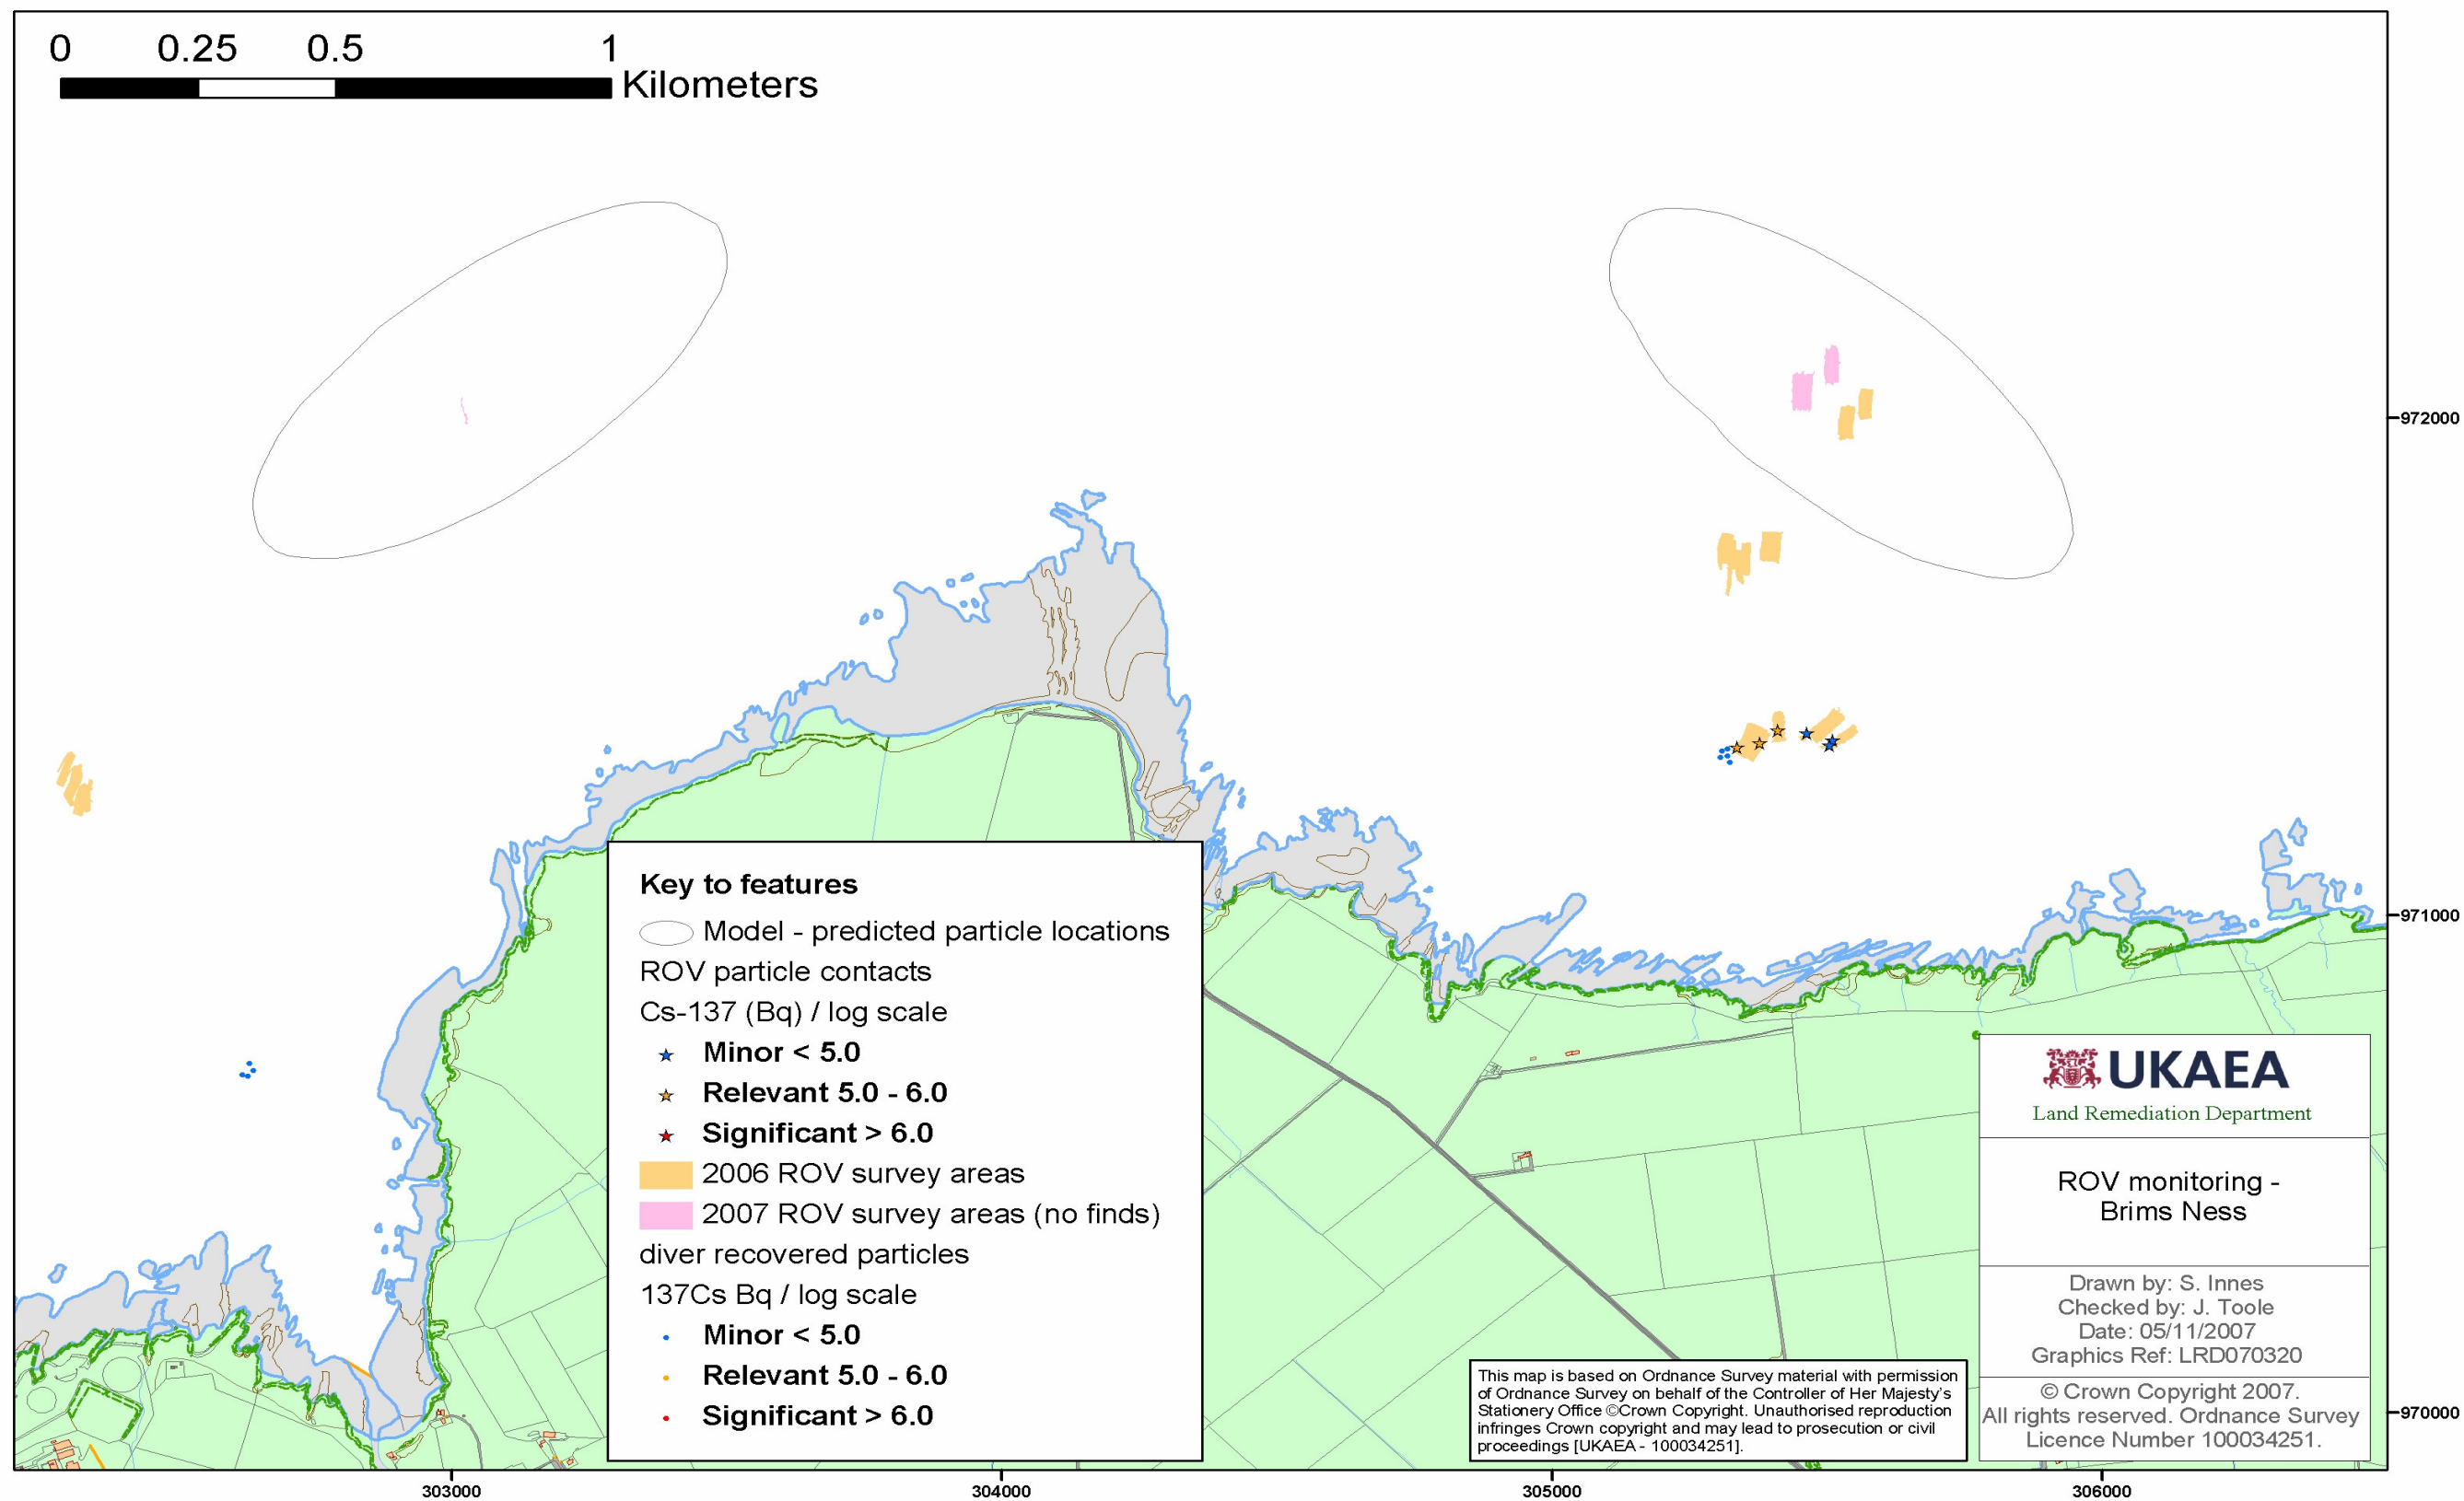 0 0.25 0.5 1
Kilometers
972000
971000
970000
Key to features
Model - predicted particle locations
ROV particle contacts
Cs-137 (Bq) / log scale
Minor < 5.0
Relevant 5.0 - 6.0
Significant > 6.0
2006 ROV survey areas
2007 ROV survey areas (no finds)
diver recovered particles
137Cs Bq / log scale
Minor < 5.0
Relevant 5.0 - 6.0
Significant > 6.0
This map is based on Ordnance Survey material with permission
of Ordnance Survey on behalf of the Controller of Her Majesty's
Stationery Office ©Crown Copyright. Unauthorised reproduction
infringes Crown copyright and may lead to prosecution or civil
proceedings [UKAEA - 100034251].
UKAEA
Land Remediation Department
ROV monitoring -
Brims Ness
Drawn by: S. Innes
Checked by: J. Toole
Date: 05/11/2007
Graphics Ref: LRD070320
© Crown Copyright 2007.
All rights reserved. Ordnance Survey
Licence Number 100034251.
303000 304000 305000 306000